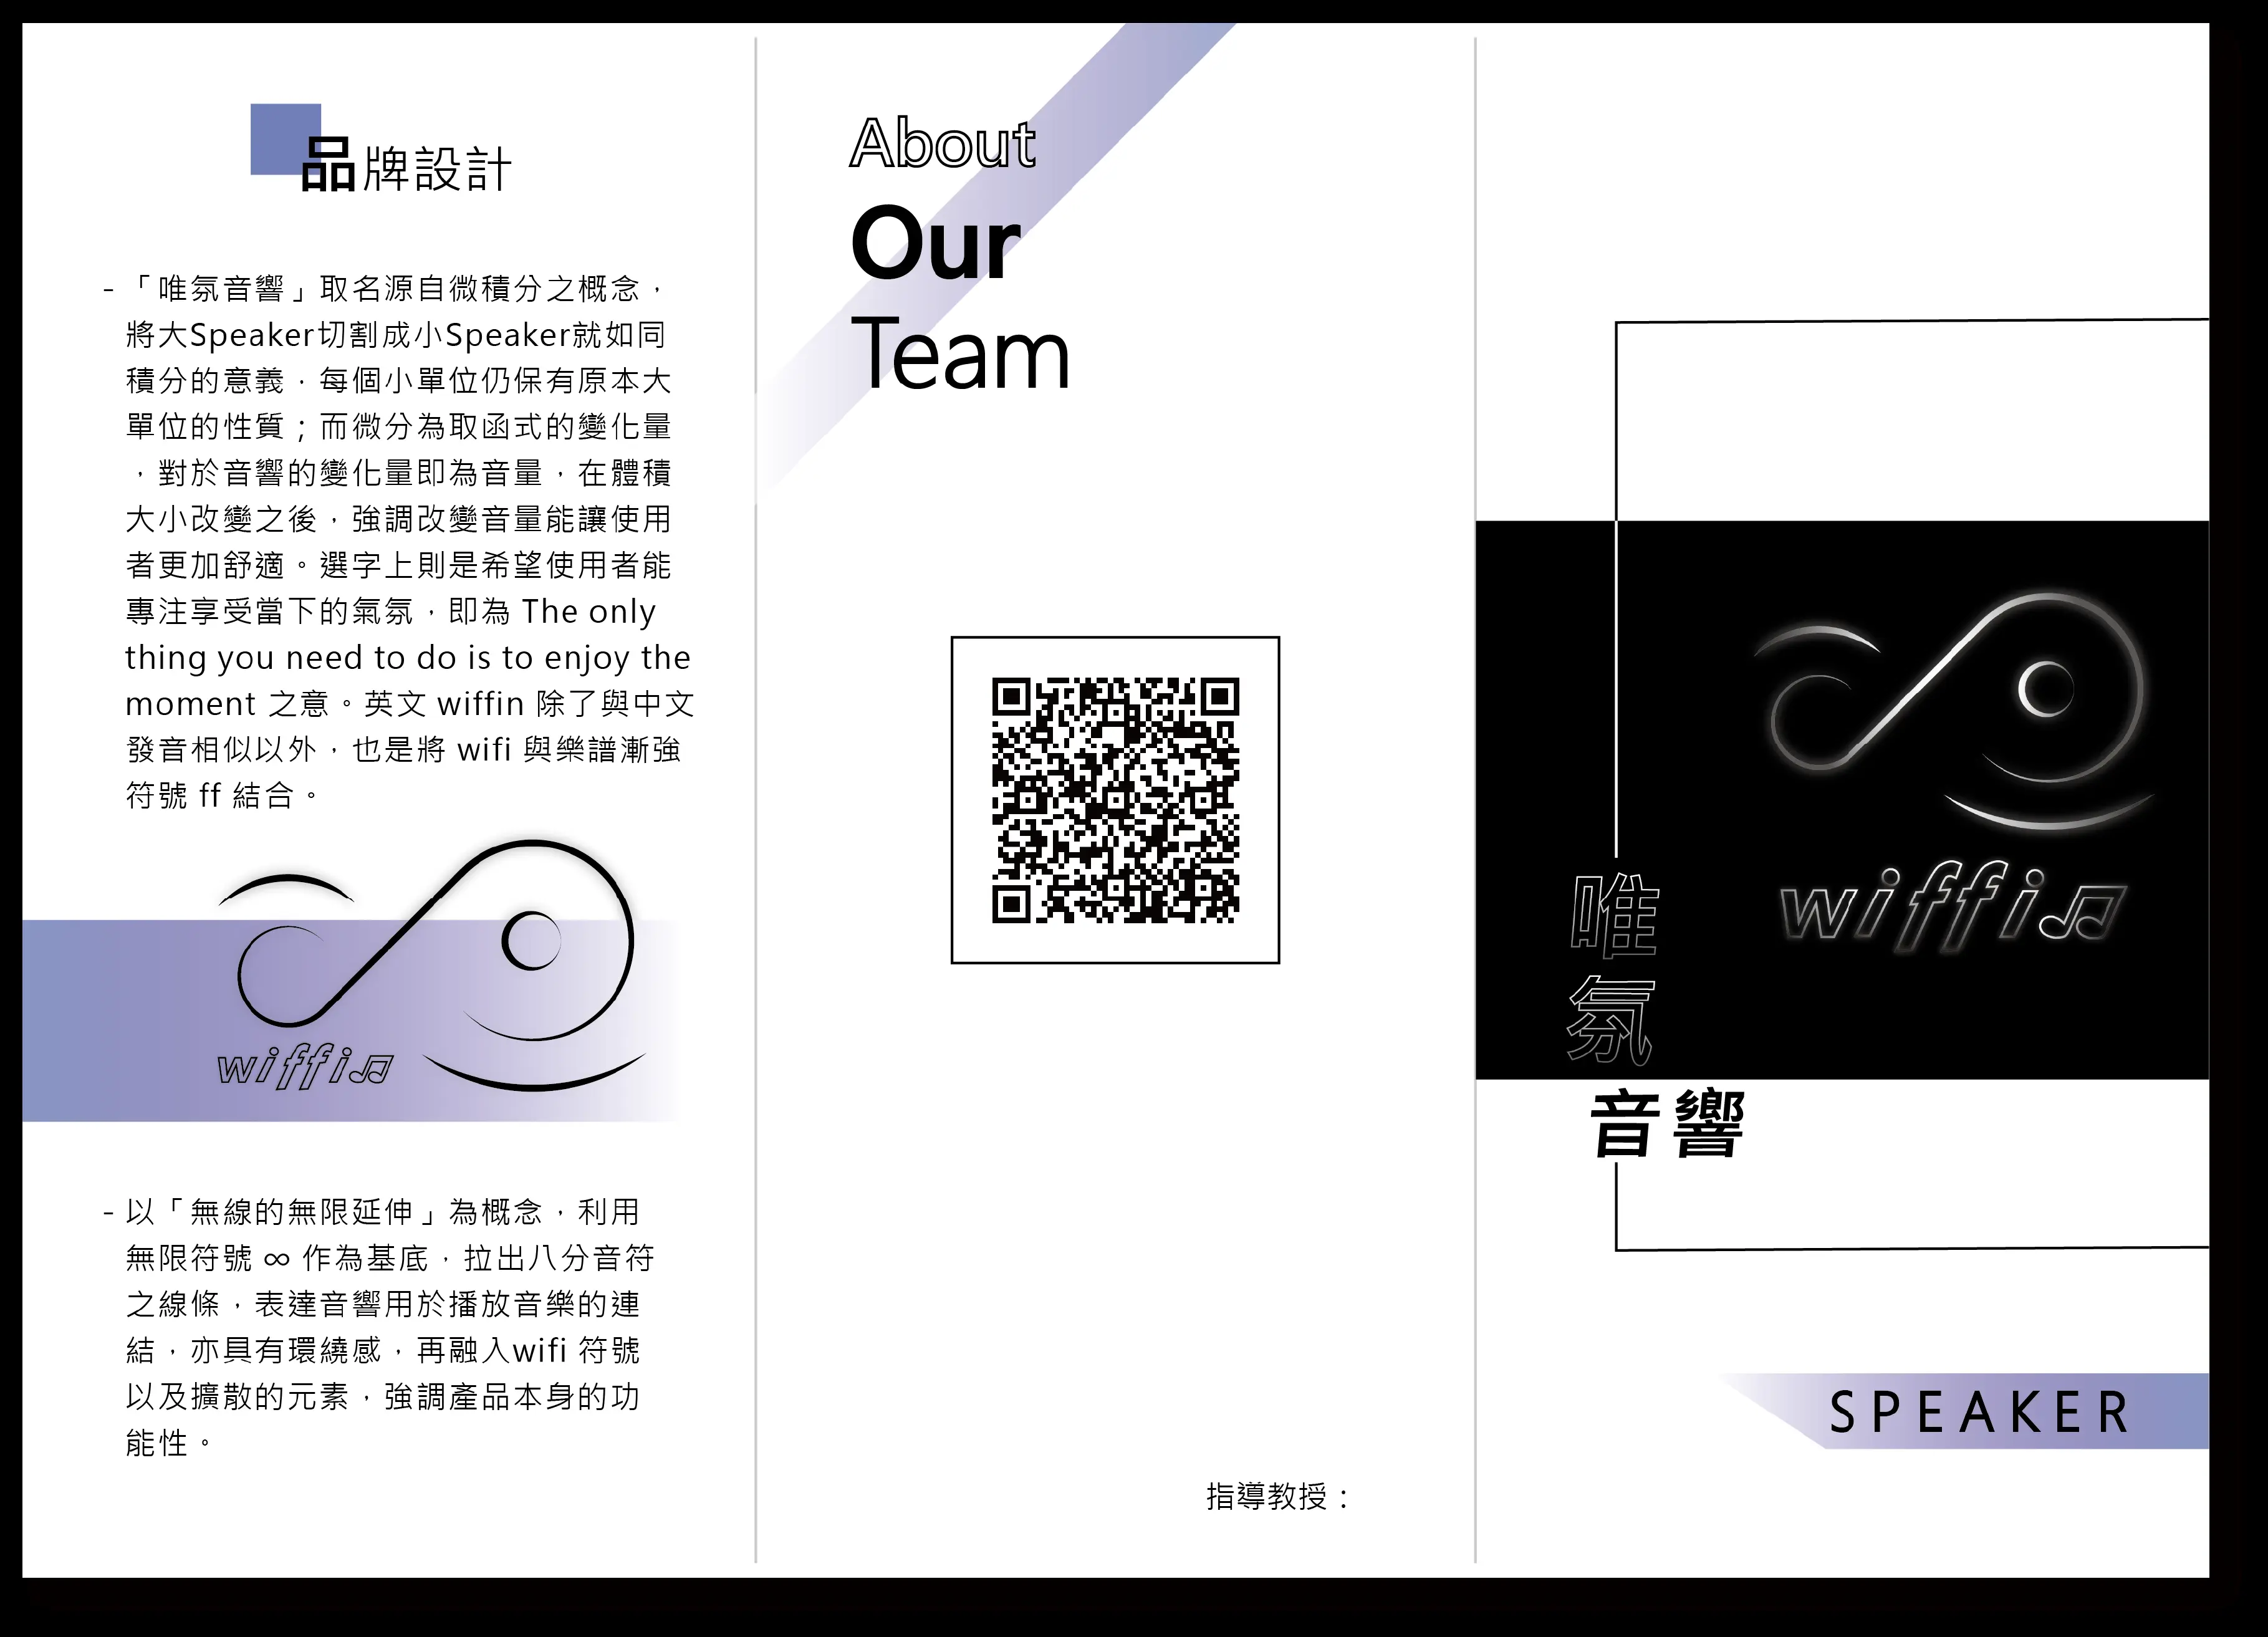 品牌設計
- 「唯氛音響」取名源自微積分之概念，
將大Speaker切割成小Speaker就如同
積分的意義，每個小單位仍保有原本大
單位的性質；而微分為取函式的變化量
，對於音響的變化量即為音量，在體積
大小改變之後，強調改變音量能讓使用
者更加舒適。選字上則是希望使用者能
專注享受當下的氣氛，即為 The only
thing you need to do is to enjoy the
moment 之意。英文 wiffin 除了與中文
發音相似以外，也是將 wifi 與樂譜漸強
符號 ff 結合。
wiffi♫
- 以「無線的無限延伸」為概念，利用
無限符號 ∞ 作為基底，拉出八分音符
之線條，表達音響用於播放音樂的連
結，亦具有環繞感，再融入wifi 符號
以及擴散的元素，強調產品本身的功
能性。
About
Our
Team
指導教授：
wiffi♫
唯
氛
音響
SPEAKER